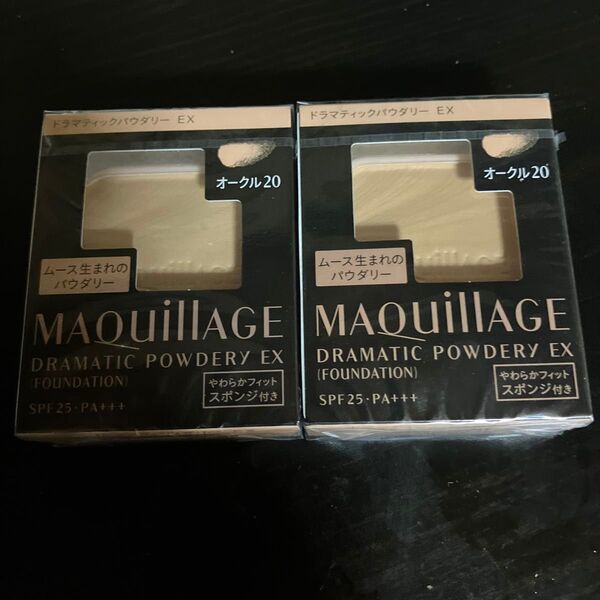 ドラマティックパウダリー EX
オークル20
ムース生まれの
パウダリー
MAQuillAGE
DRAMATIC POWDERY EX
(FOUNDATION)
SPF25・PA+++
やわらかフィット
スポンジ付き
ドラマティックパウダリー EX
オークル20
ムース生まれの
パウダリー
MAQuillAGE
DRAMATIC POWDERY EX
(FOUNDATION)
SPF25・PA+++
やわらかフィット
スポンジ付き